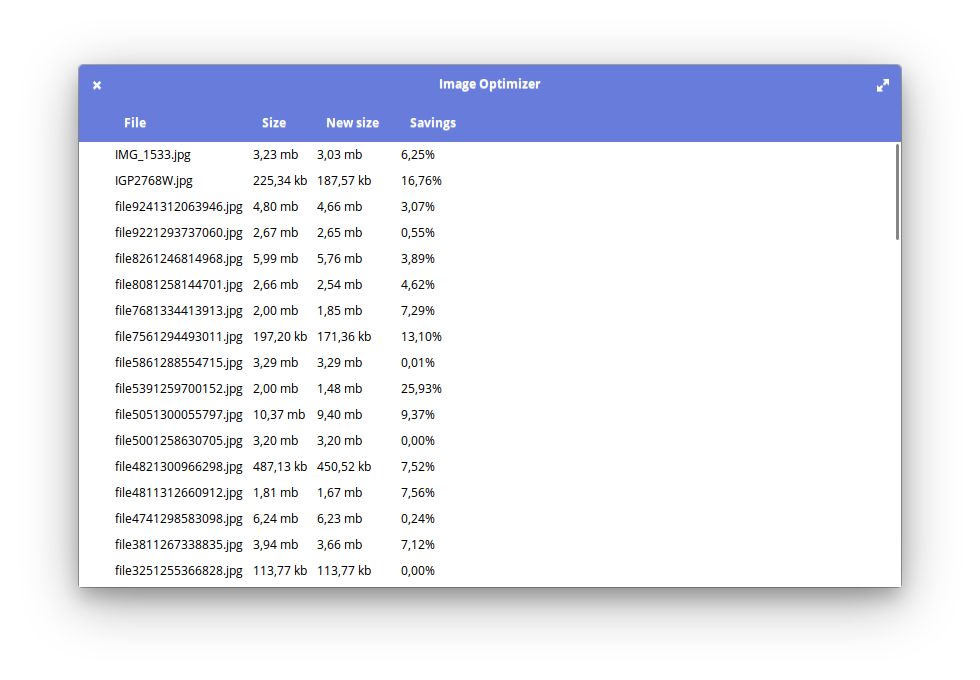 Image Optimizer
File Size New size Savings
IMG_1533.jpg 3,23 mb 3,03 mb 6,25%
IGP2768W.jpg 225,34 kb 187,57 kb 16,76%
file9241312063946.jpg 4,80 mb 4,66 mb 3,07%
file9221293737060.jpg 2,67 mb 2,65 mb 0,55%
file8261246814968.jpg 5,99 mb 5,76 mb 3,89%
file8081258144701.jpg 2,66 mb 2,54 mb 4,62%
file7681334413913.jpg 2,00 mb 1,85 mb 7,29%
file7561294493011.jpg 197,20 kb 171,36 kb 13,10%
file5861288554715.jpg 3,29 mb 3,29 mb 0,01%
file5391259700152.jpg 2,00 mb 1,48 mb 25,93%
file5051300055797.jpg 10,37 mb 9,40 mb 9,37%
file5001258630705.jpg 3,20 mb 3,20 mb 0,00%
file4821300966298.jpg 487,13 kb 450,52 kb 7,52%
file4811312660912.jpg 1,81 mb 1,67 mb 7,56%
file4741298583098.jpg 6,24 mb 6,23 mb 0,24%
file3811267338835.jpg 3,94 mb 3,66 mb 7,12%
file3251255366828.jpg 113,77 kb 113,77 kb 0,00%